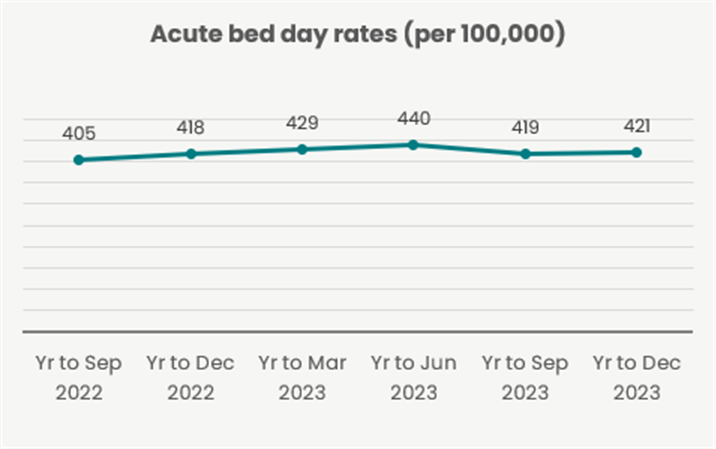 Acute bed day rates (per 100,000)
405 418 429 440 419 421
Yr to Sep Yr to Dec Yr to Mar Yr to Jun Yr to Sep Yr to Dec
2022 2022 2023 2023 2023 2023